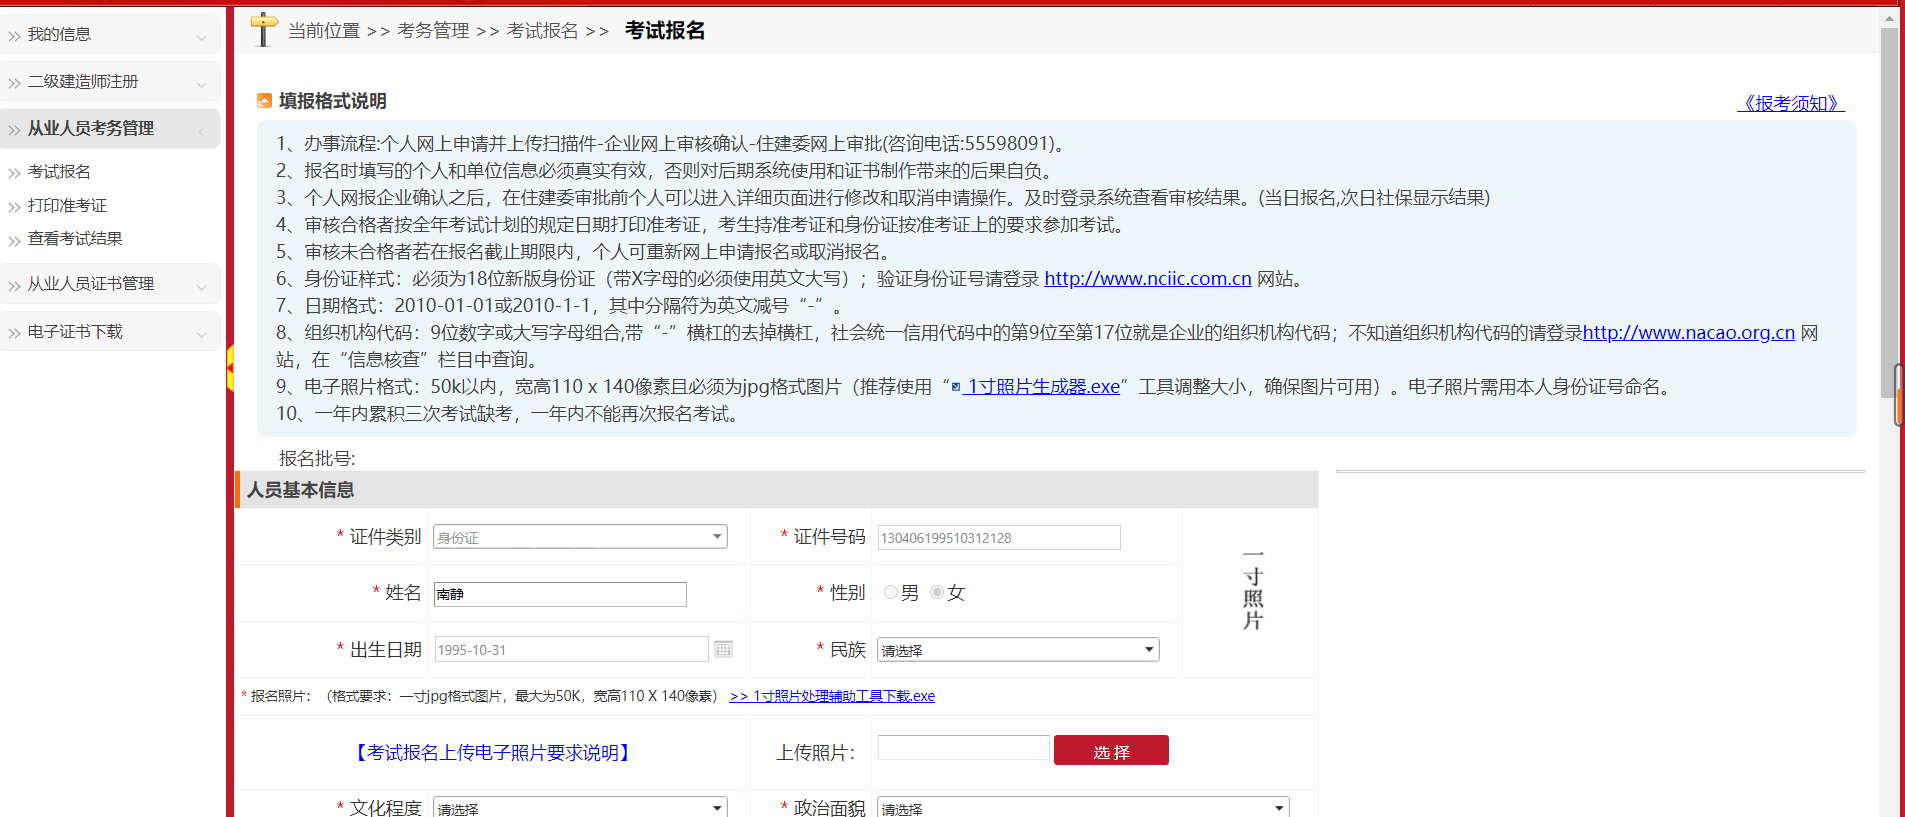 我的信息
二级建造师注册
从业人员考务管理
考试报名
打印准考证
查看考试结果
从业人员证书管理
电子证书下载
当前位置 >> 考务管理 >> 考试报名 >> 考试报名
填报格式说明
《报考须知》
1、办事流程:个人网上申请并上传扫描件-企业网上审核确认-住建委网上审批(咨询电话:55598091)。
2、报名时填写的个人和单位信息必须真实有效，否则对后期系统使用和证书制作带来的后果自负。
3、个人网报企业确认之后，在住建委审批前个人可以进入详细页面进行修改和取消申请操作。及时登录系统查看审核结果。(当日报名,次日社保显示结果)
4、审核合格者按全年考试计划的规定日期打印准考证，考生持准考证和身份证按准考证上的要求参加考试。
5、审核未合格者若在报名截止期限内，个人可重新网上申请报名或取消报名。
6、身份证样式：必须为18位新版身份证（带X字母的必须使用英文大写）；验证身份证号请登录 http://www.nciic.com.cn 网站。
7、日期格式：2010-01-01或2010-1-1，其中分隔符为英文减号“-”。
8、组织机构代码：9位数字或大写字母组合,带“-”横杠的去掉横杠，社会统一信用代码中的第9位至第17位就是企业的组织机构代码；不知道组织机构代码的请登录http://www.nacao.org.cn 网
站，在“信息核查”栏目中查询。
9、电子照片格式：50k以内，宽高110 x 140像素且必须为jpg格式图片（推荐使用“ 1寸照片生成器.exe”工具调整大小，确保图片可用）。电子照片需用本人身份证号命名。
10、一年内累积三次考试缺考，一年内不能再次报名考试。
报名批号:
人员基本信息
* 证件类别 身份证 * 证件号码 130406199510312128
* 姓名 南静 * 性别 男 女
一寸照片
* 出生日期 1995-10-31 * 民族 请选择
* 报名照片：（格式要求：一寸jpg格式图片，最大为50K，宽高110 X 140像素） >> 1寸照片处理辅助工具下载.exe
【考试报名上传电子照片要求说明】 上传照片： 选 择
* 文化程度 请选择 * 政治面貌 请选择